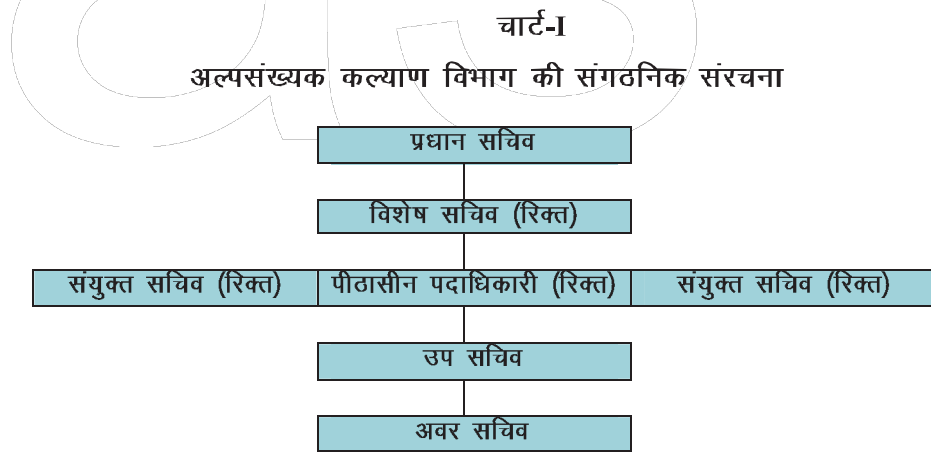 चार्ट-I
अल्पसंख्यक कल्याण विभाग की संगठनिक संरचना
प्रधान सचिव
विशेष सचिव (रिक्त)
संयुक्त सचिव (रिक्त) पीठासीन पदाधिकारी (रिक्त) संयुक्त सचिव (रिक्त)
उप सचिव
अवर सचिव